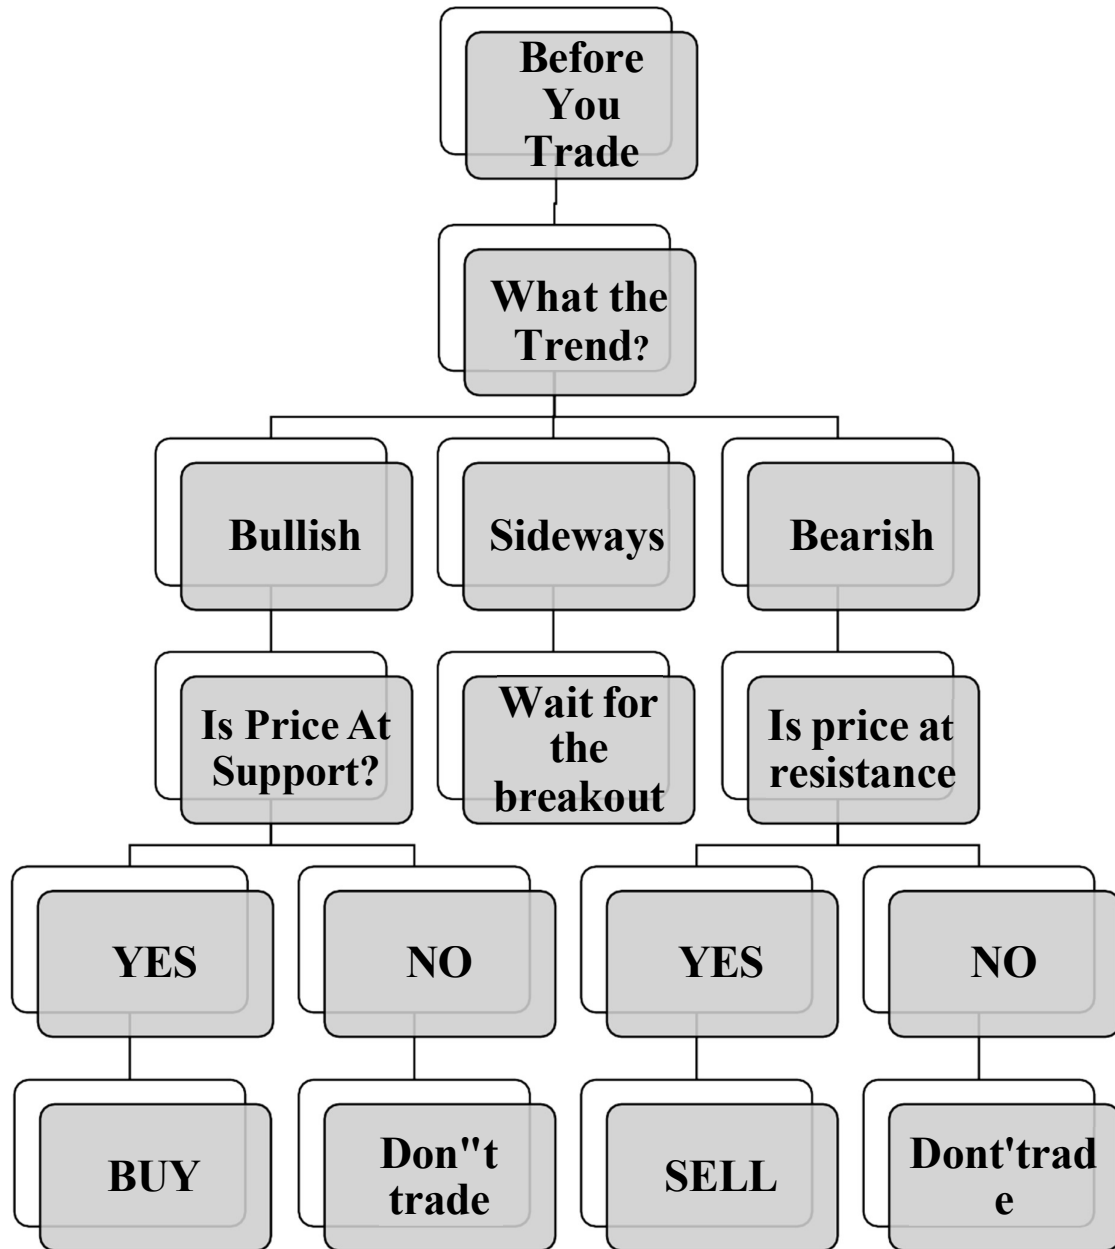 Before
You
Trade
What the
Trend?
Bullish
Sideways
Bearish
Is Price At
Support?
Wait for
the
breakout
Is price at
resistance
YES
NO
YES
NO
BUY
Don"t
trade
SELL
Dont'trad
e